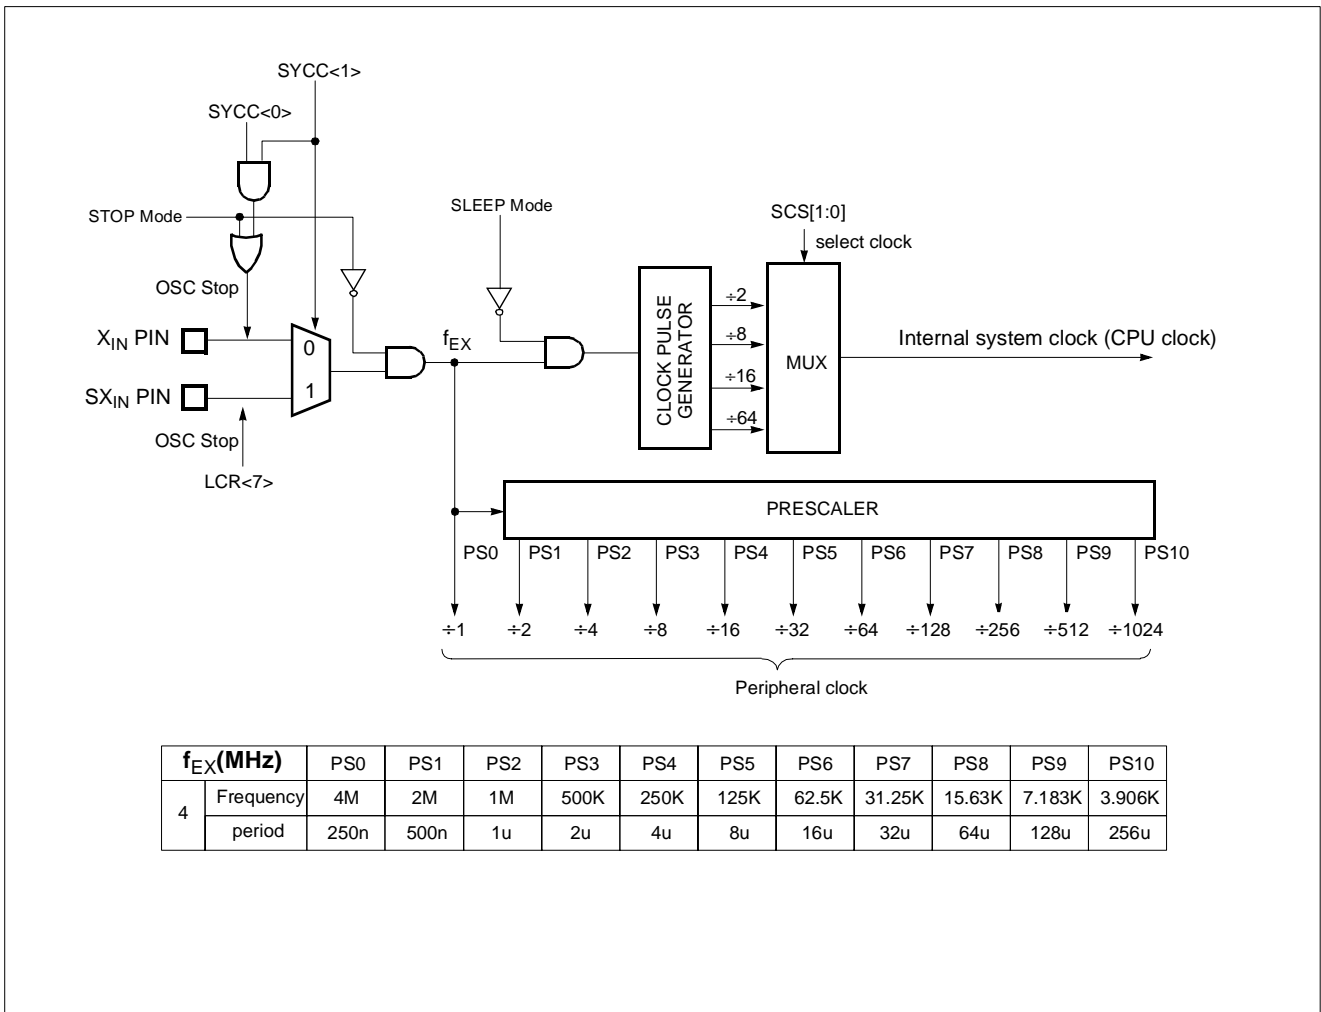 SYCC<1>
SYCC<0>
STOP Mode
SLEEP Mode
SCS[1:0]
select clock
OSC Stop
XIN PIN
0
fEX
CLOCK PULSE
GENERATOR
÷2
÷8
÷16
÷64
MUX
Internal system clock (CPU clock)
SXIN PIN
1
OSC Stop
LCR<7>
PRESCALER
PS0 PS1 PS2 PS3 PS4 PS5 PS6 PS7 PS8 PS9 PS10
÷1 ÷2 ÷4 ÷8 ÷16 ÷32 ÷64 ÷128 ÷256 ÷512 ÷1024
Peripheral clock
fEX(MHz) PS0 PS1 PS2 PS3 PS4 PS5 PS6 PS7 PS8 PS9 PS10
4 Frequency 4M 2M 1M 500K 250K 125K 62.5K 31.25K 15.63K 7.183K 3.906K
period 250n 500n 1u 2u 4u 8u 16u 32u 64u 128u 256u